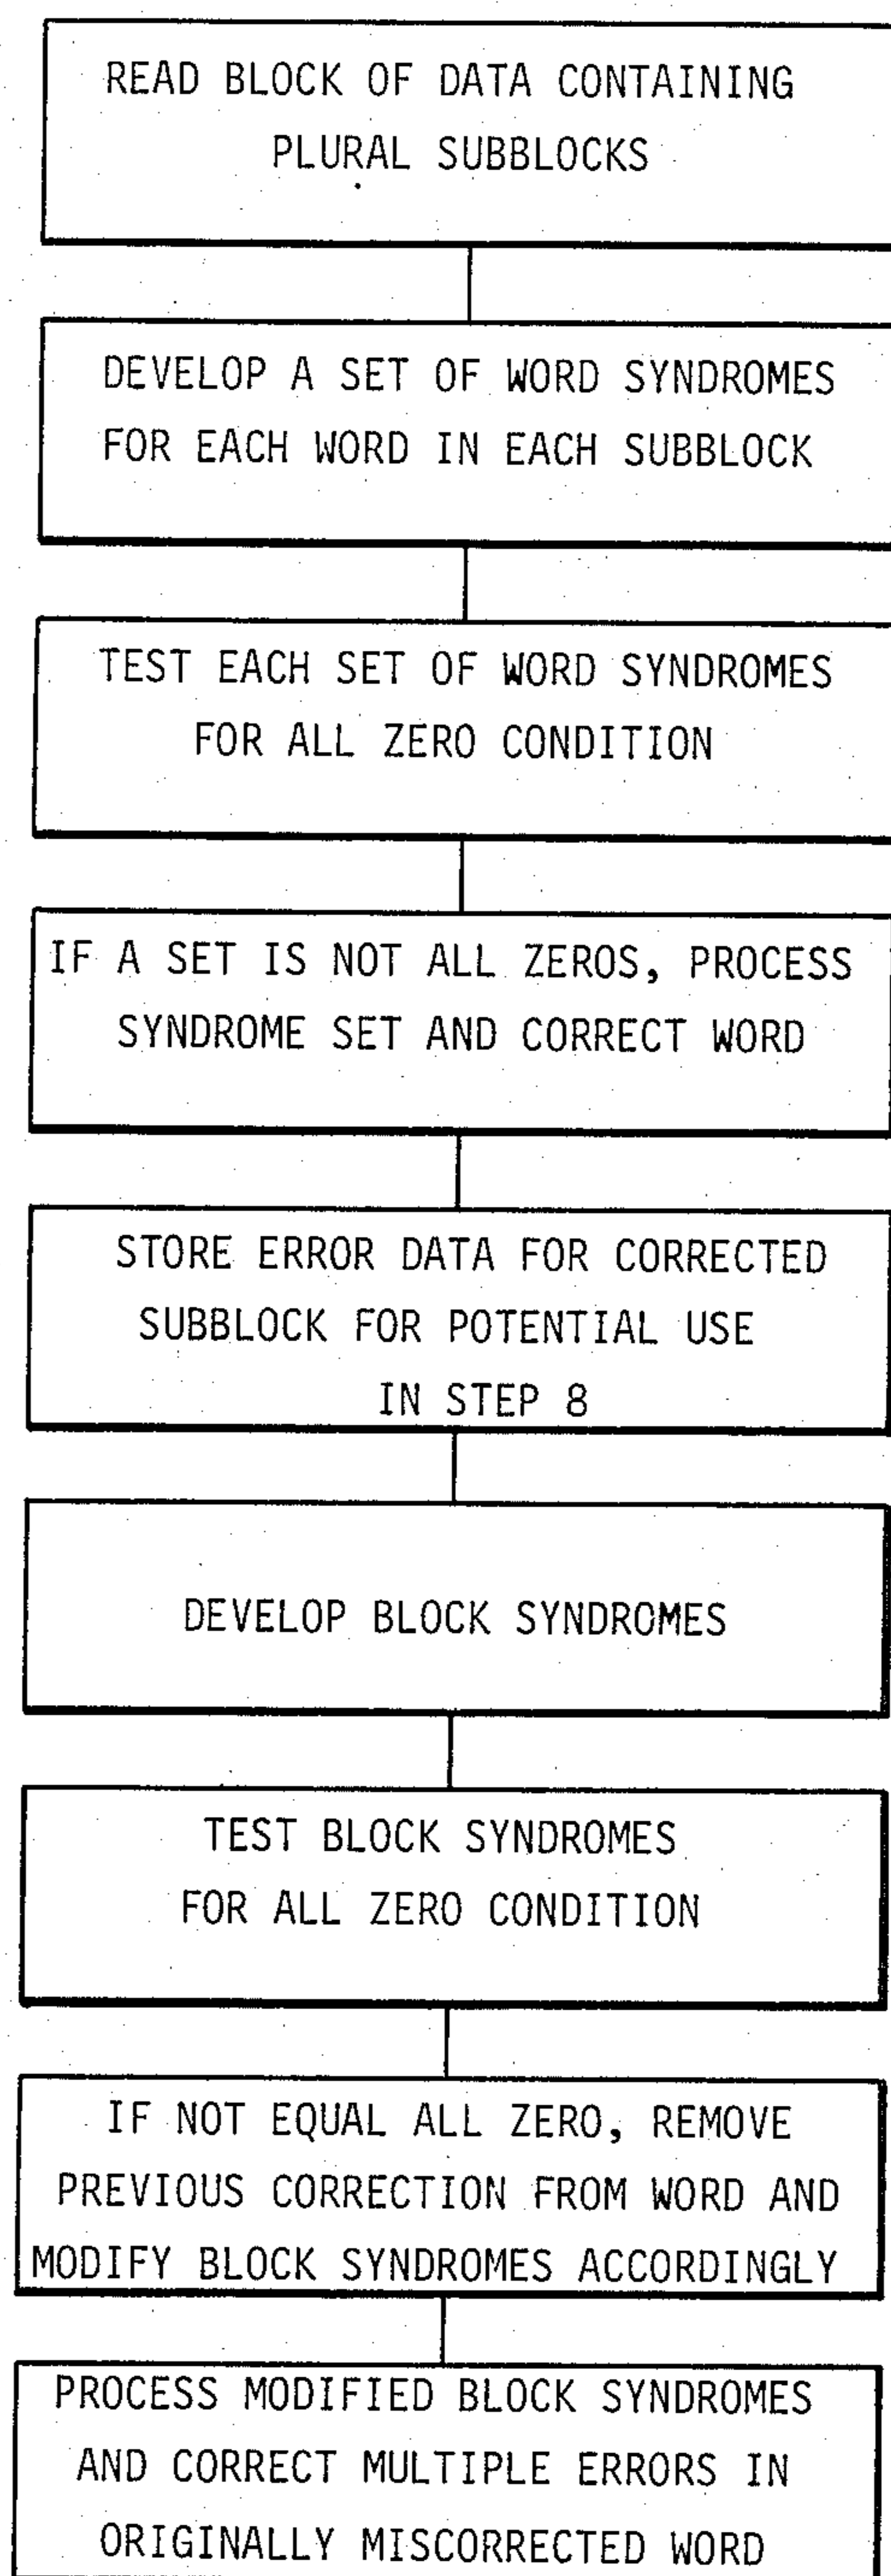 READ BLOCK OF DATA CONTAINING
PLURAL SUBBLOCKS
DEVELOP A SET OF WORD SYNDROMES
FOR EACH WORD IN EACH SUBBLOCK
TEST EACH SET OF WORD SYNDROMES
FOR ALL ZERO CONDITION
IF A SET IS NOT ALL ZEROS, PROCESS
SYNDROME SET AND CORRECT WORD
STORE ERROR DATA FOR CORRECTED
SUBBLOCK FOR POTENTIAL USE
IN STEP 8
DEVELOP BLOCK SYNDROMES
TEST BLOCK SYNDROMES
FOR ALL ZERO CONDITION
IF NOT EQUAL ALL ZERO, REMOVE
PREVIOUS CORRECTION FROM WORD AND
MODIFY BLOCK SYNDROMES ACCORDINGLY
PROCESS MODIFIED BLOCK SYNDROMES
AND CORRECT MULTIPLE ERRORS IN
ORIGINALLY MISCORRECTED WORD